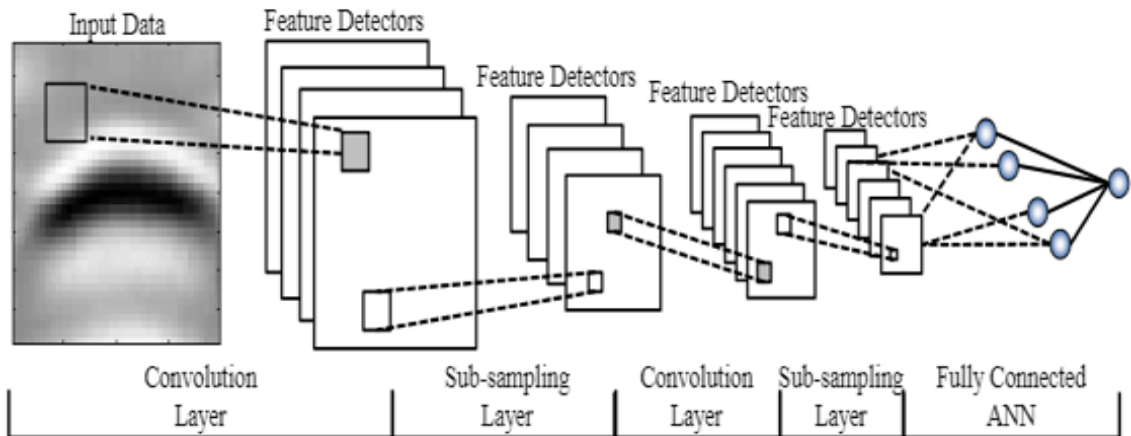 Input Data
Feature Detectors
Feature Detectors
Feature Detectors
Feature Detectors
Convolution
Layer
Sub-sampling
Layer
Convolution
Layer
Sub-sampling
Layer
Fully Connected
ANN